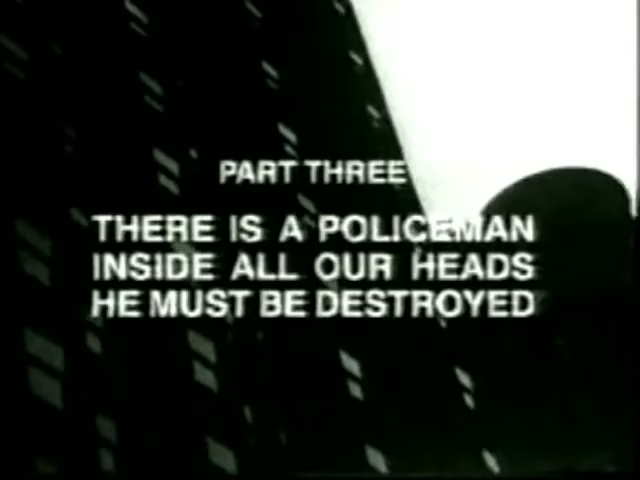 PART THREE
THERE IS A POLICEMAN
INSIDE ALL OUR HEADS
HE MUST BE DESTROYED